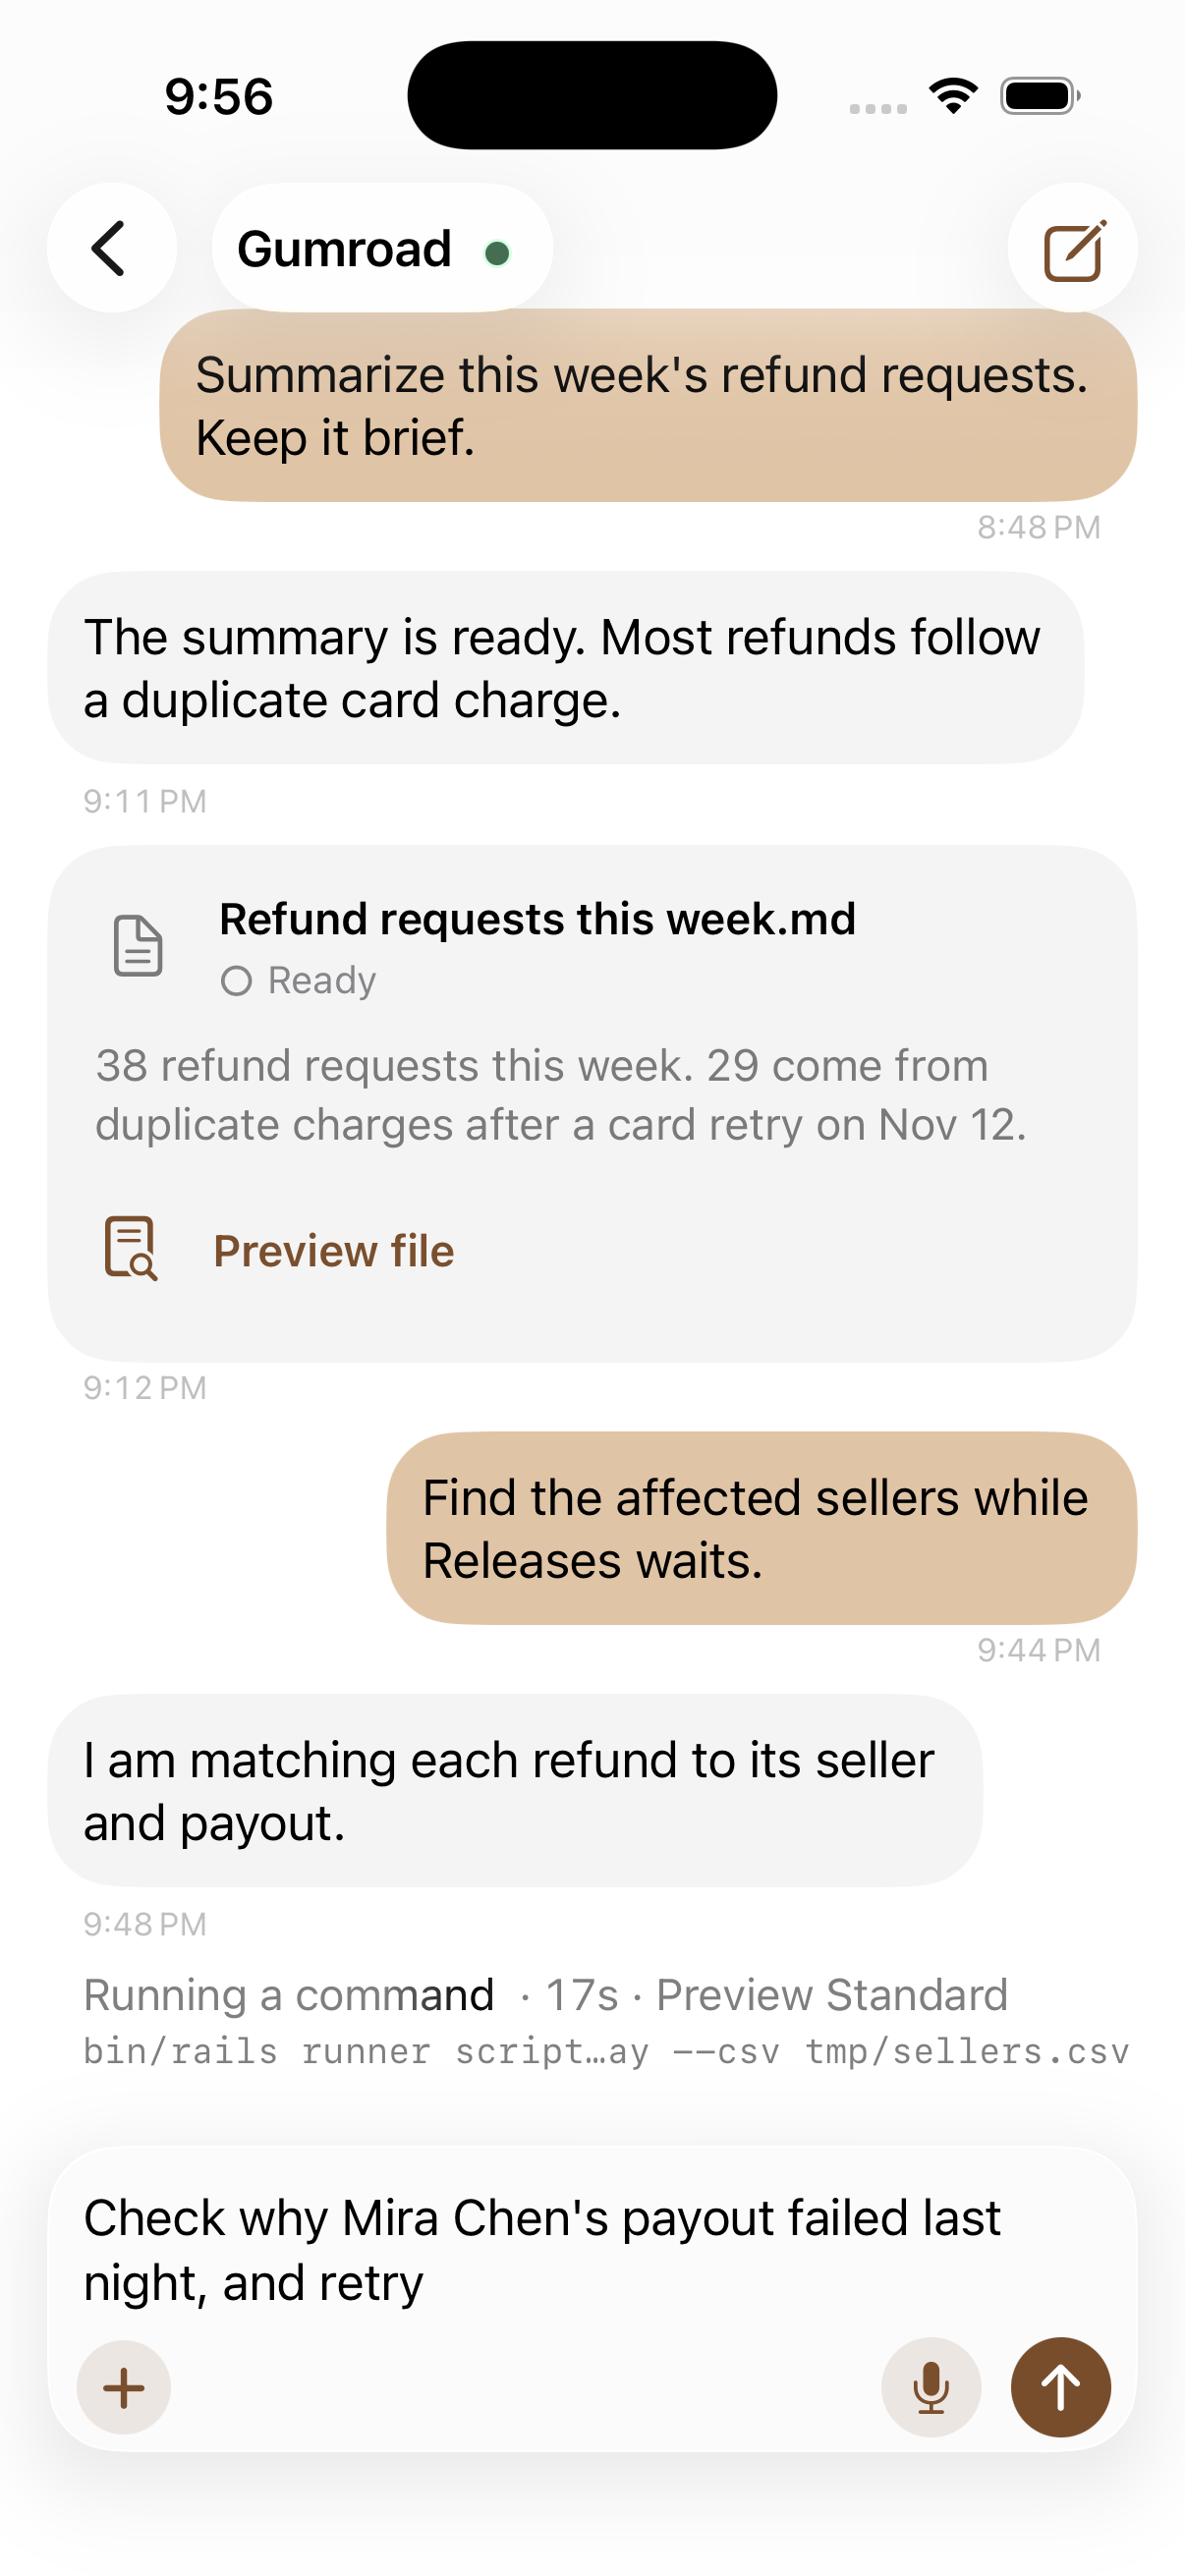 9:56
Gumroad
Summarize this week's refund requests.
Keep it brief.
8:48 PM
The summary is ready. Most refunds follow
a duplicate card charge.
9:11 PM
Refund requests this week.md
Ready
38 refund requests this week. 29 come from
duplicate charges after a card retry on Nov 12.
Preview file
9:12 PM
Find the affected sellers while
Releases waits.
9:44 PM
I am matching each refund to its seller
and payout.
9:48 PM
Running a command · 17s · Preview Standard
bin/rails runner script…ay --csv tmp/sellers.csv
Check why Mira Chen's payout failed last
night, and retry